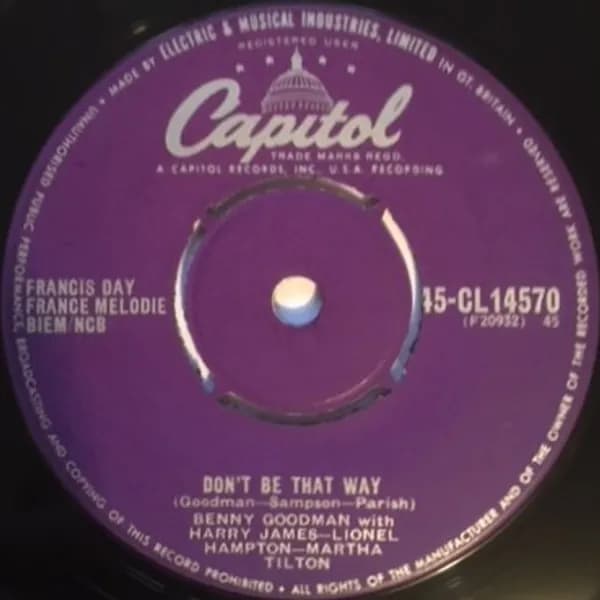 MADE BY ELECTRIC & MUSICAL INDUSTRIES, LIMITED IN GT. BRITAIN • ALL RIGHTS OF THE MANUFACTURER AND OF THE OWNER OF THE RECORDED WORK ARE RESERVED • UNAUTHORISED PUBLIC PERFORMANCE, BROADCASTING AND COPYING OF THIS RECORD PROHIBITED •
REGISTERED USER
Capitol
TRADE MARKS REGD.
A CAPITOL RECORDS, INC., U.S.A. RECORDING
FRANCIS DAY
FRANCE MELODIE
BIEM/NCB
45-CL14570
(F20932) 45
DON'T BE THAT WAY
(Goodman—Sampson—Parish)
BENNY GOODMAN with
HARRY JAMES—LIONEL
HAMPTON—MARTHA
TILTON